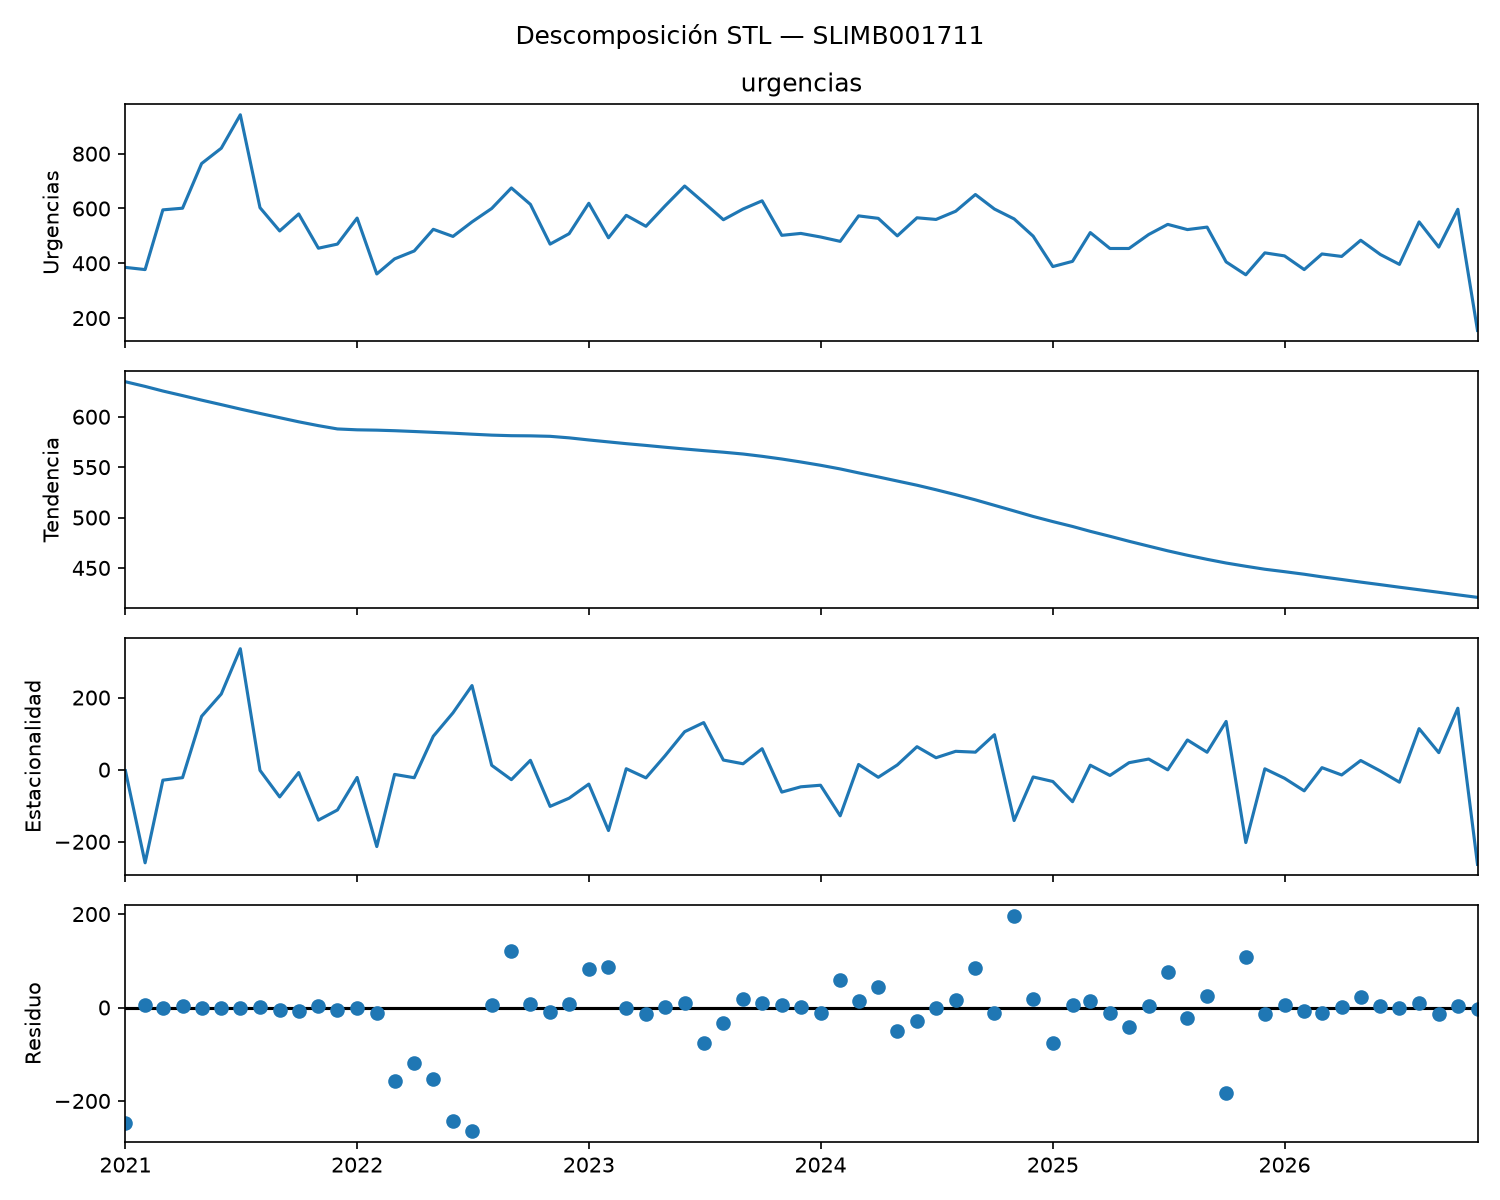 Descomposición STL — SLIMB001711
urgencias
Urgencias
800
600
400
200
Tendencia
600
550
500
450
Estacionalidad
200
0
−200
Residuo
200
0
−200
2021 2022 2023 2024 2025 2026